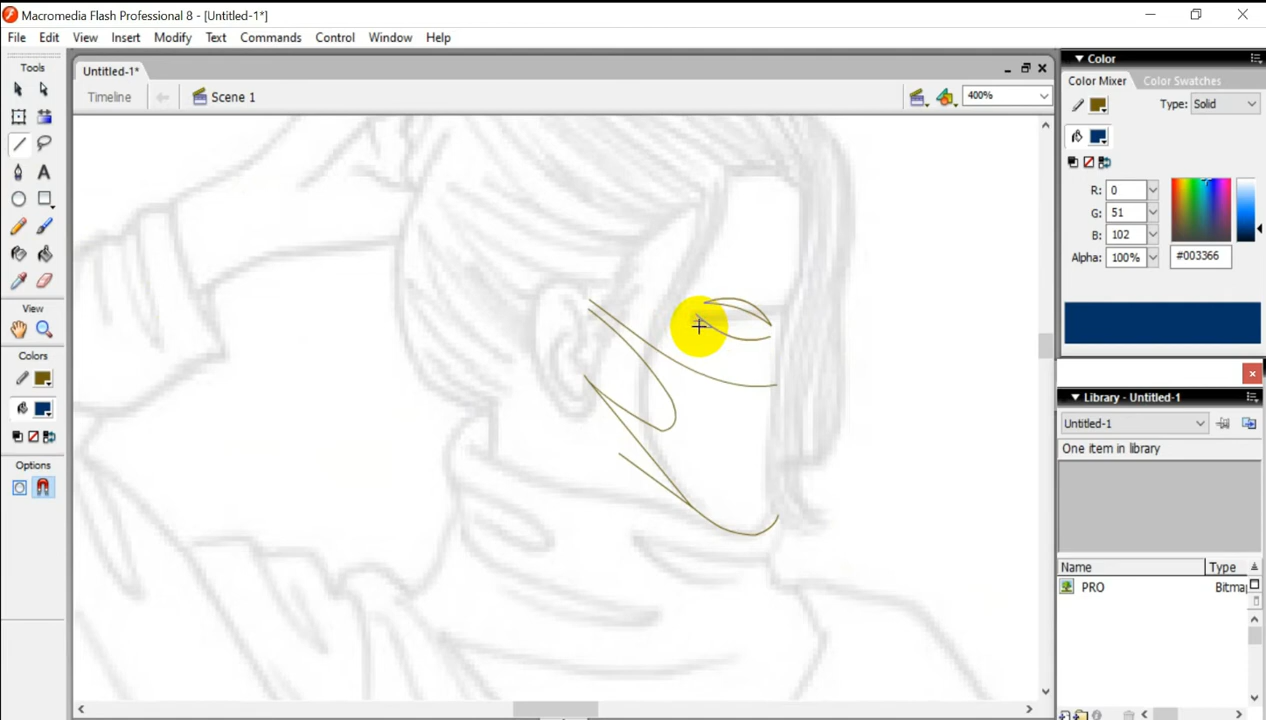 Macromedia Flash Professional 8 - [Untitled-1*]
File Edit View Insert Modify Text Commands Control Window Help
Tools
View
Colors
Options
Untitled-1*
Timeline
Scene 1
400%
Color
Color Mixer Color Swatches
Type: Solid
R: 0
G: 51
B: 102
Alpha: 100%
#003366
Library - Untitled-1
Untitled-1
One item in library
Name Type
PRO Bitma